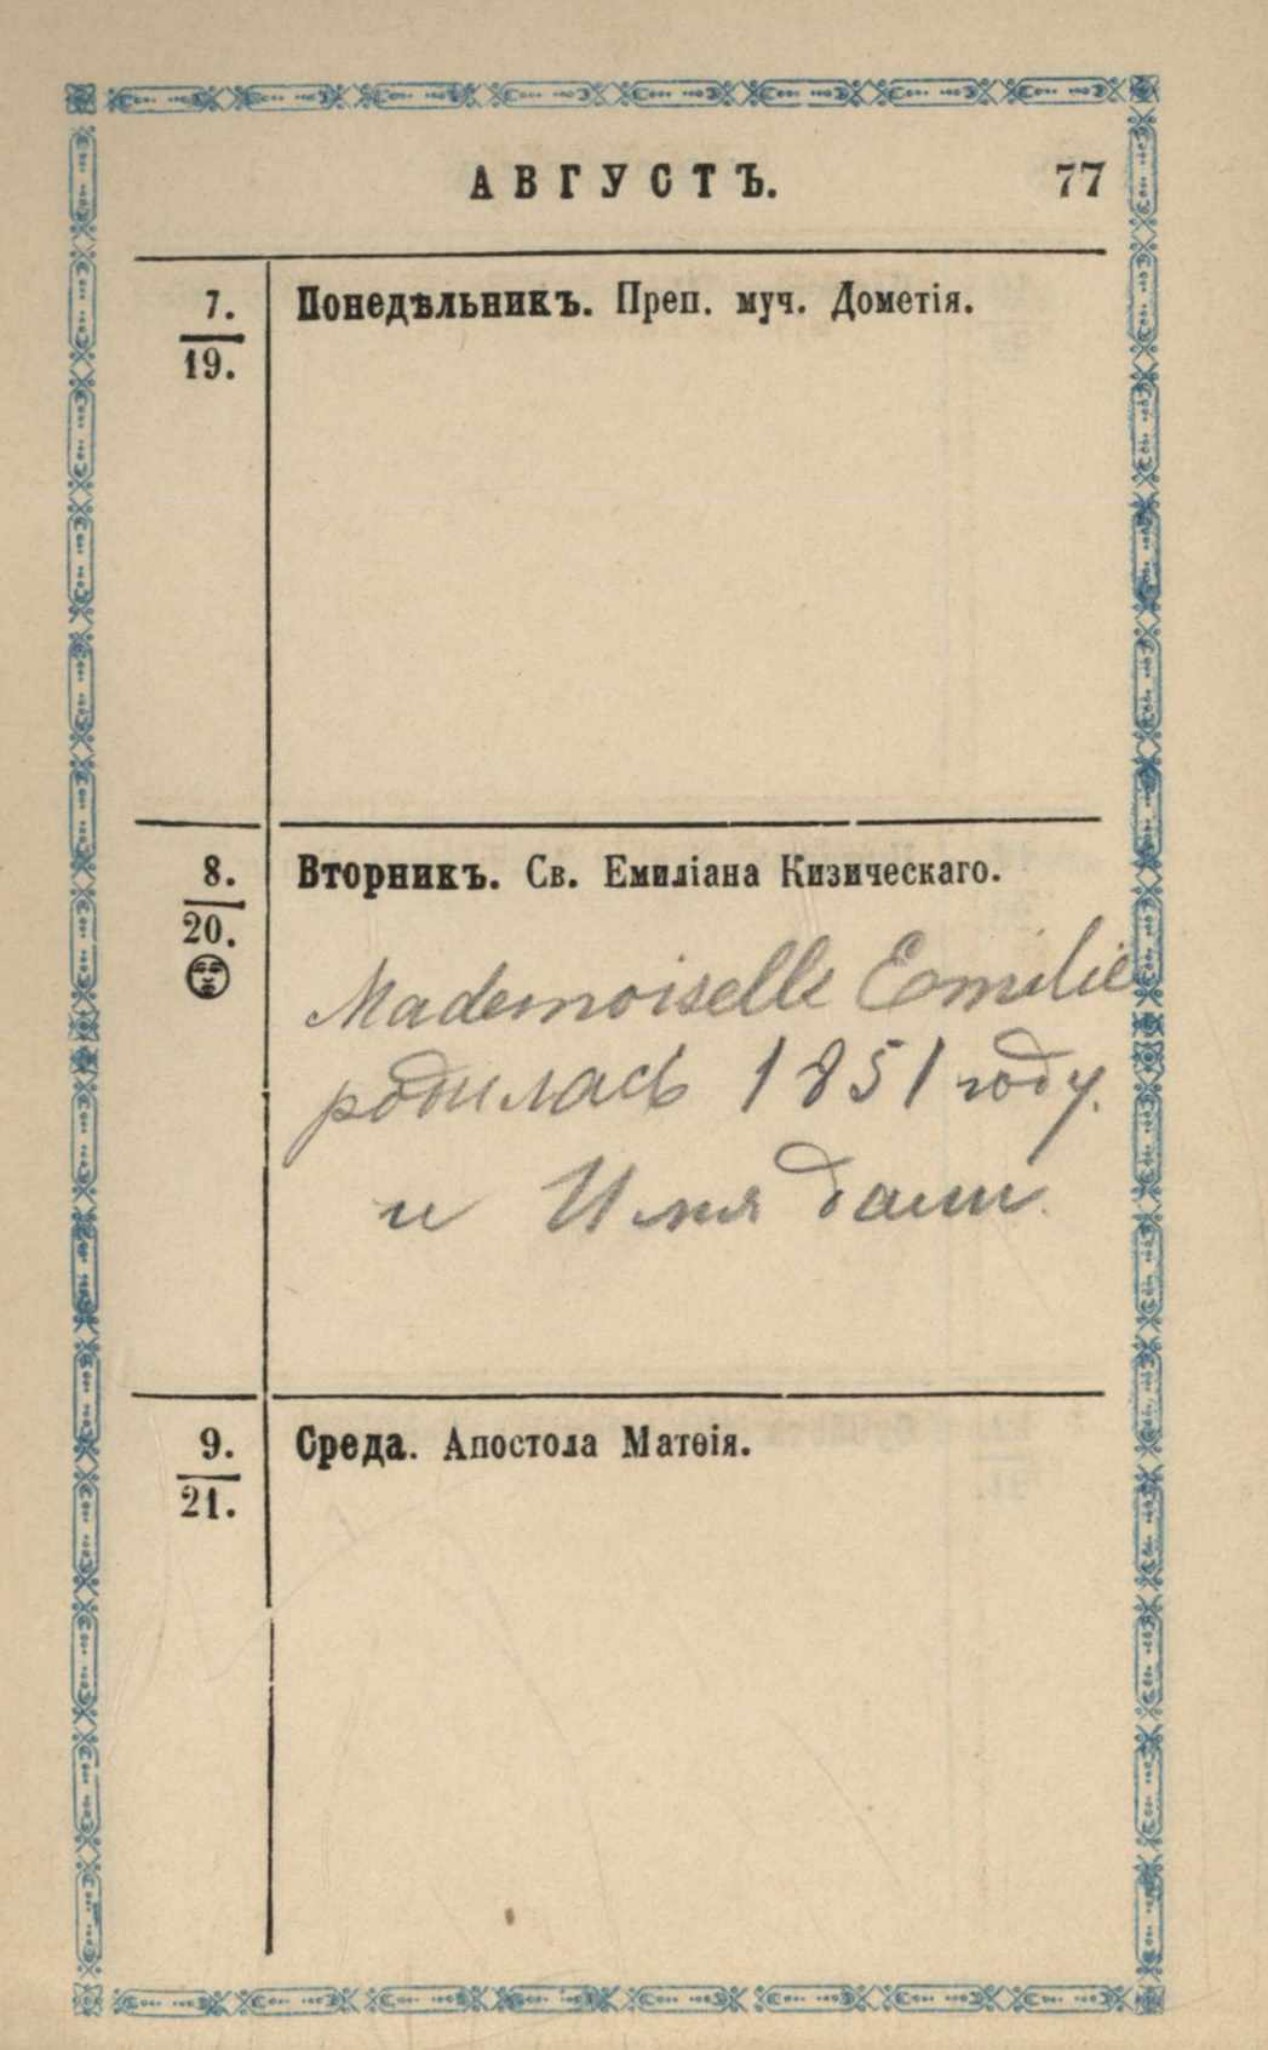 АВГУСТЪ. 77
7. Понедѣльникъ. Преп. муч. Дометія.
19.
8. Вторникъ. Св. Емиліана Кизическаго.
20.
Mademoiselle Emilie
родилась 1851 году.
и Имя дали
9. Среда. Апостола Матѳія.
21.